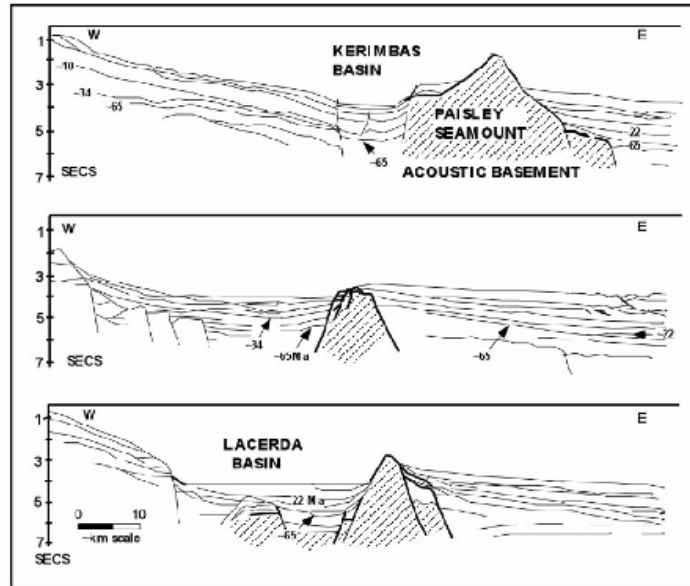 W
E
KERIMBAS
BASIN
1
3
5
7
SECS
~10
~34
~65
~65
PAISLEY
SEAMOUNT
ACOUSTIC BASEMENT
22
65
W
E
1
3
5
7
SECS
~34
~65Ma
~65
~22
W
E
LACERDA
BASIN
1
3
5
7
SECS
0 10
~km scale
22 Ma
~65